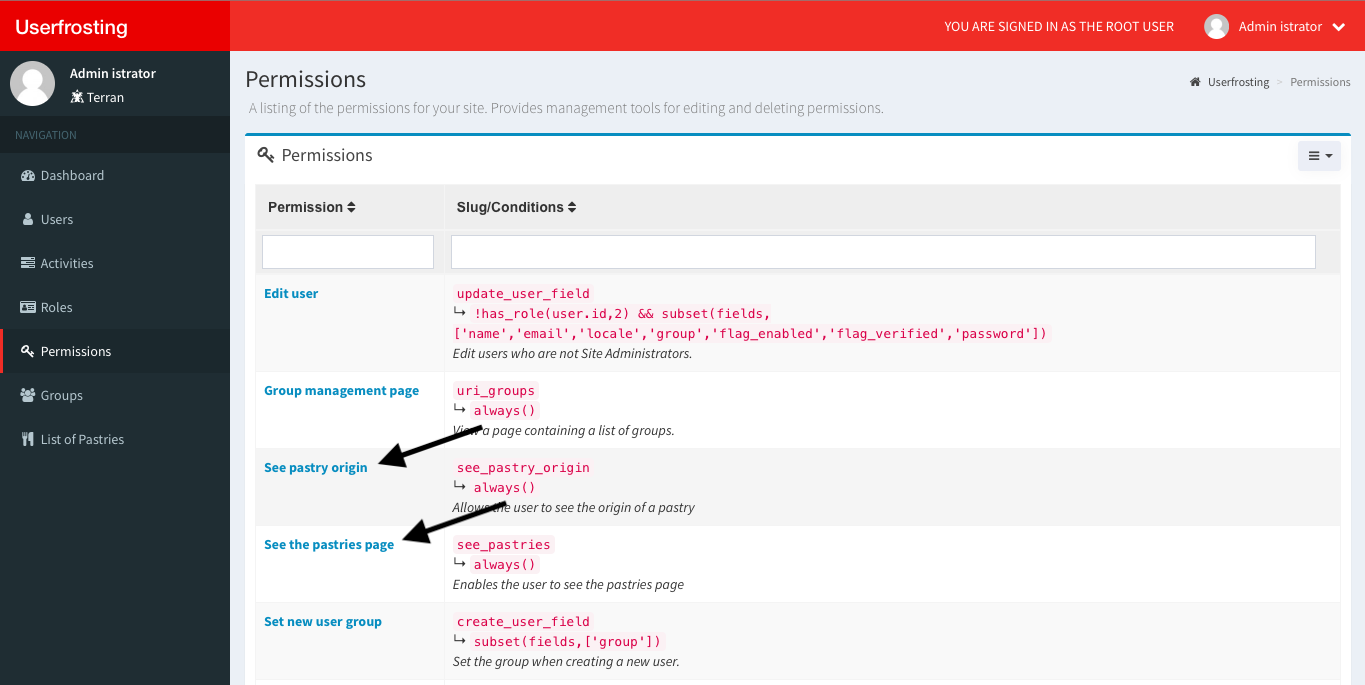 Userfrosting
YOU ARE SIGNED IN AS THE ROOT USER
Admin istrator
Admin istrator
Terran
NAVIGATION
Dashboard
Users
Activities
Roles
Permissions
Groups
List of Pastries
Permissions
A listing of the permissions for your site. Provides management tools for editing and deleting permissions.
Userfrosting > Permissions
Permissions
Permission
Slug/Conditions
Edit user
update_user_field
!has_role(user.id,2) && subset(fields,
['name','email','locale','group','flag_enabled','flag_verified','password'])
Edit users who are not Site Administrators.
Group management page
uri_groups
always()
View a page containing a list of groups.
See pastry origin
see_pastry_origin
always()
Allows the user to see the origin of a pastry
See the pastries page
see_pastries
always()
Enables the user to see the pastries page
Set new user group
create_user_field
subset(fields,['group'])
Set the group when creating a new user.